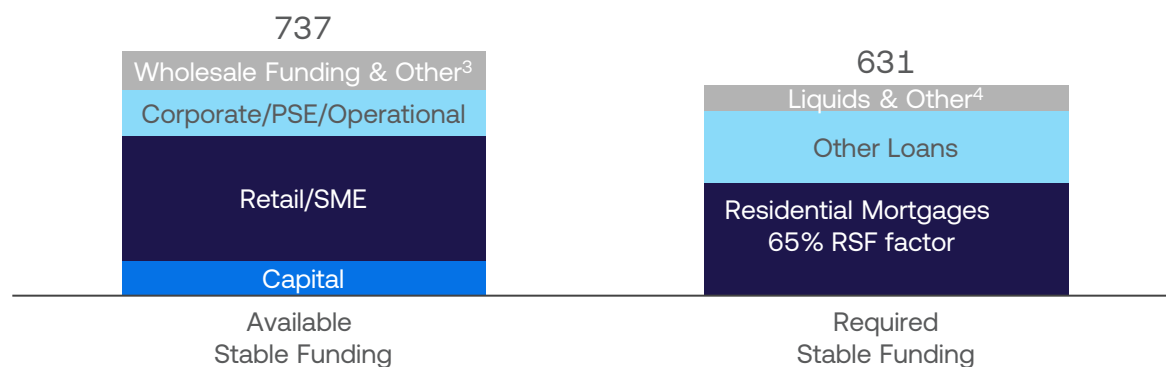 737
Wholesale Funding & Other³
Corporate/PSE/Operational
Retail/SME
Capital
Available
Stable Funding
631
Liquids & Other⁴
Other Loans
Residential Mortgages
65% RSF factor
Required
Stable Funding